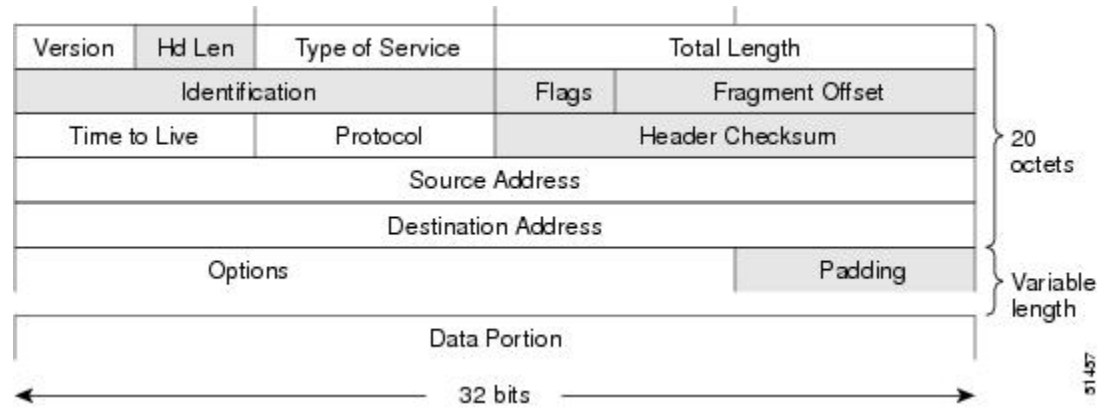 Version Hd Len Type of Service Total Length
Identification Flags Fragment Offset
Time to Live Protocol Header Checksum
20
octets
Source Address
Destination Address
Options Padding
Variable
length
Data Portion
32 bits
51457